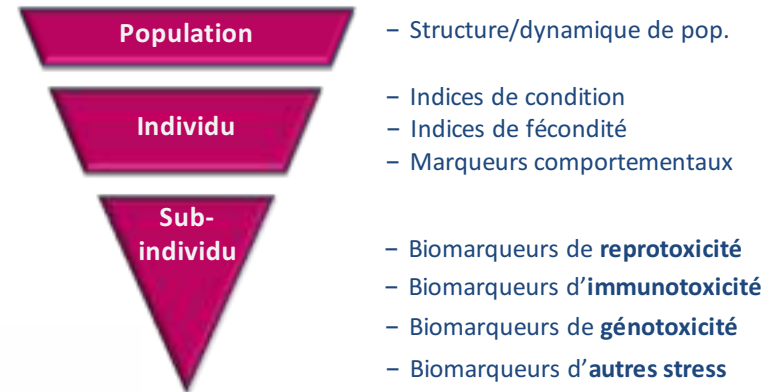 Population
− Structure/dynamique de pop.
Individu
− Indices de condition
− Indices de fécondité
− Marqueurs comportementaux
Sub-
individu
− Biomarqueurs de reprotoxicité
− Biomarqueurs d’immunotoxicité
− Biomarqueurs de génotoxicité
− Biomarqueurs d’autres stress